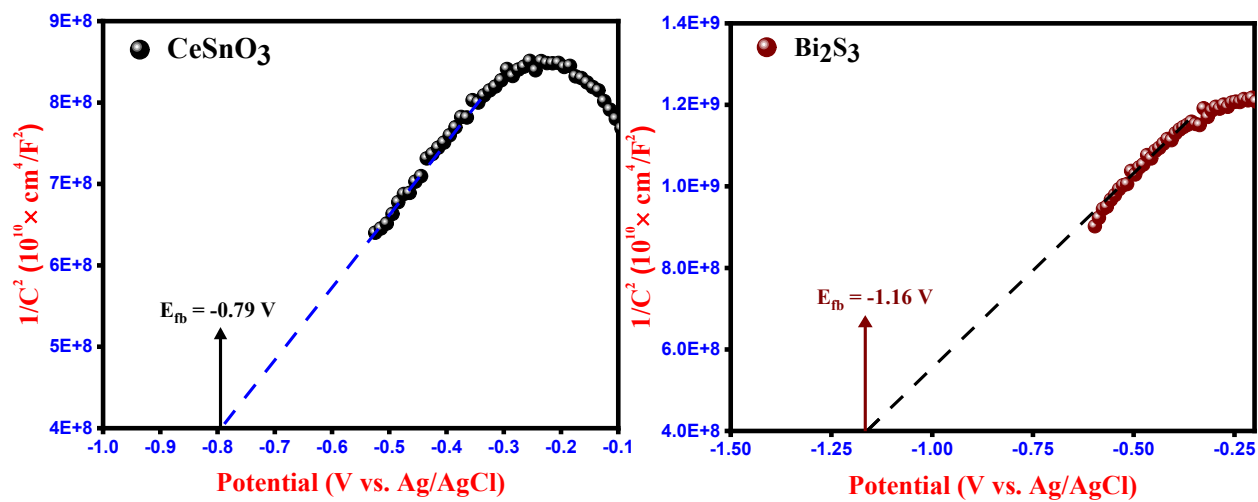 CeSnO3
9E+8
8E+8
7E+8
6E+8
5E+8
4E+8
1/C² (10¹⁰× cm⁴/F²)
Efb = -0.79 V
-1.0 -0.9 -0.8 -0.7 -0.6 -0.5 -0.4 -0.3 -0.2 -0.1
Potential (V vs. Ag/AgCl)
Bi2S3
1.4E+9
1.2E+9
1.0E+9
8.0E+8
6.0E+8
4.0E+8
1/C² (10¹⁰× cm⁴/F²)
Efb = -1.16 V
-1.50 -1.25 -1.00 -0.75 -0.50 -0.25
Potential (V vs. Ag/AgCl)